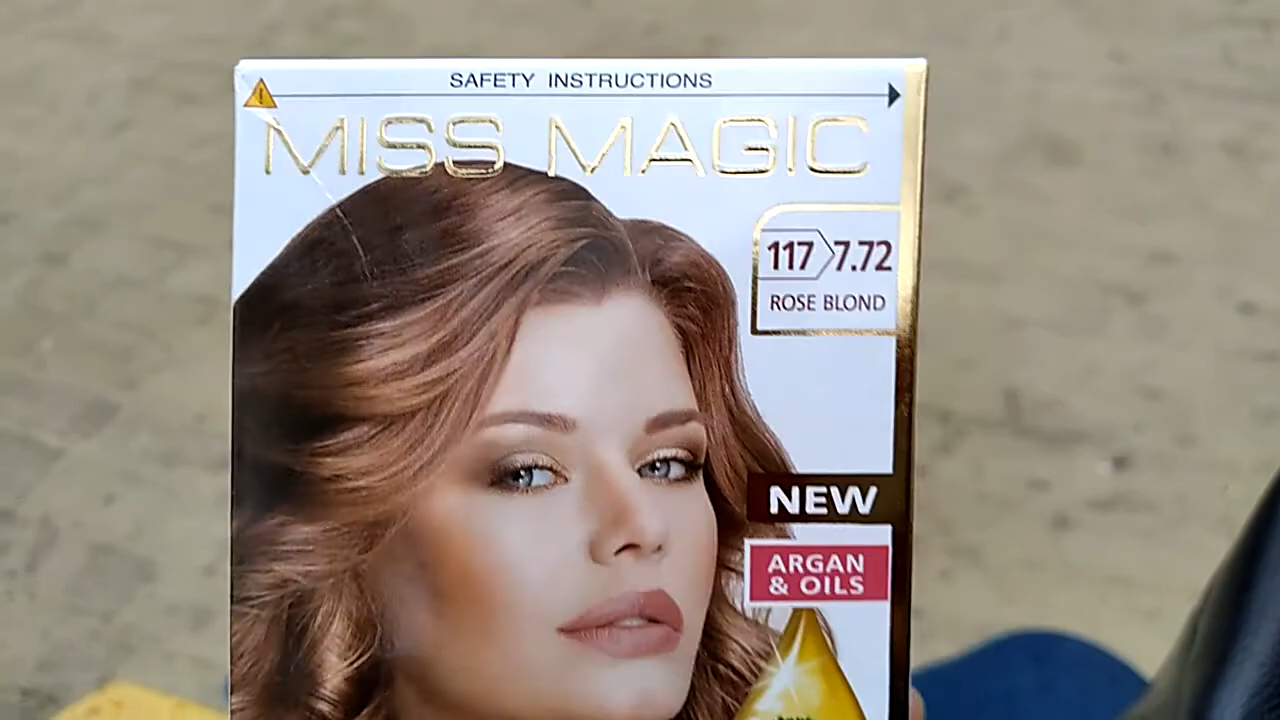 SAFETY INSTRUCTIONS
MISS MAGIC
117 7.72
ROSE BLOND
NEW
ARGAN
& OILS